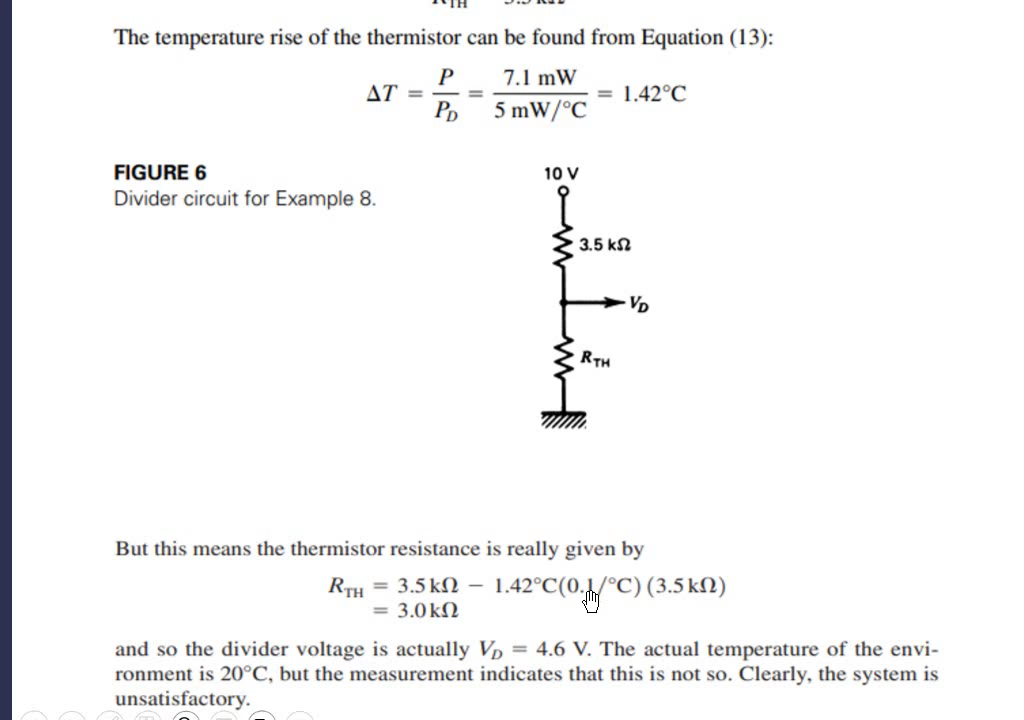 The temperature rise of the thermistor can be found from Equation (13):
ΔT = P / P_D = 7.1 mW / 5 mW/°C = 1.42°C
FIGURE 6
Divider circuit for Example 8.
10 V
3.5 kΩ
V_D
R_TH
But this means the thermistor resistance is really given by
R_TH = 3.5 kΩ − 1.42°C(0.1/°C) (3.5 kΩ)
= 3.0 kΩ
and so the divider voltage is actually V_D = 4.6 V. The actual temperature of the envi-
ronment is 20°C, but the measurement indicates that this is not so. Clearly, the system is
unsatisfactory.